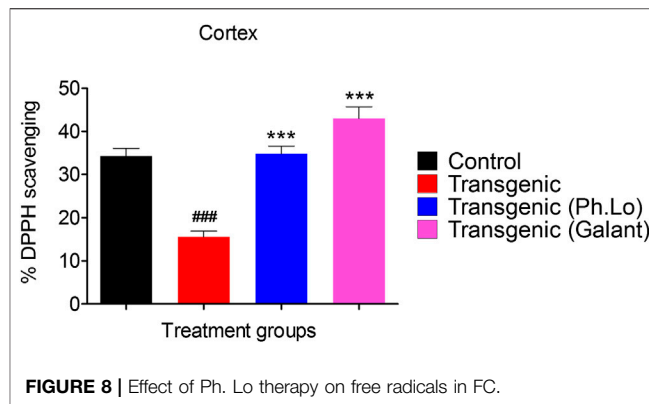 Cortex
% DPPH scavenging
50
40
30
20
10
0
###
***
***
Treatment groups
Control
Transgenic
Transgenic (Ph.Lo)
Transgenic (Galant)
FIGURE 8 | Effect of Ph. Lo therapy on free radicals in FC.